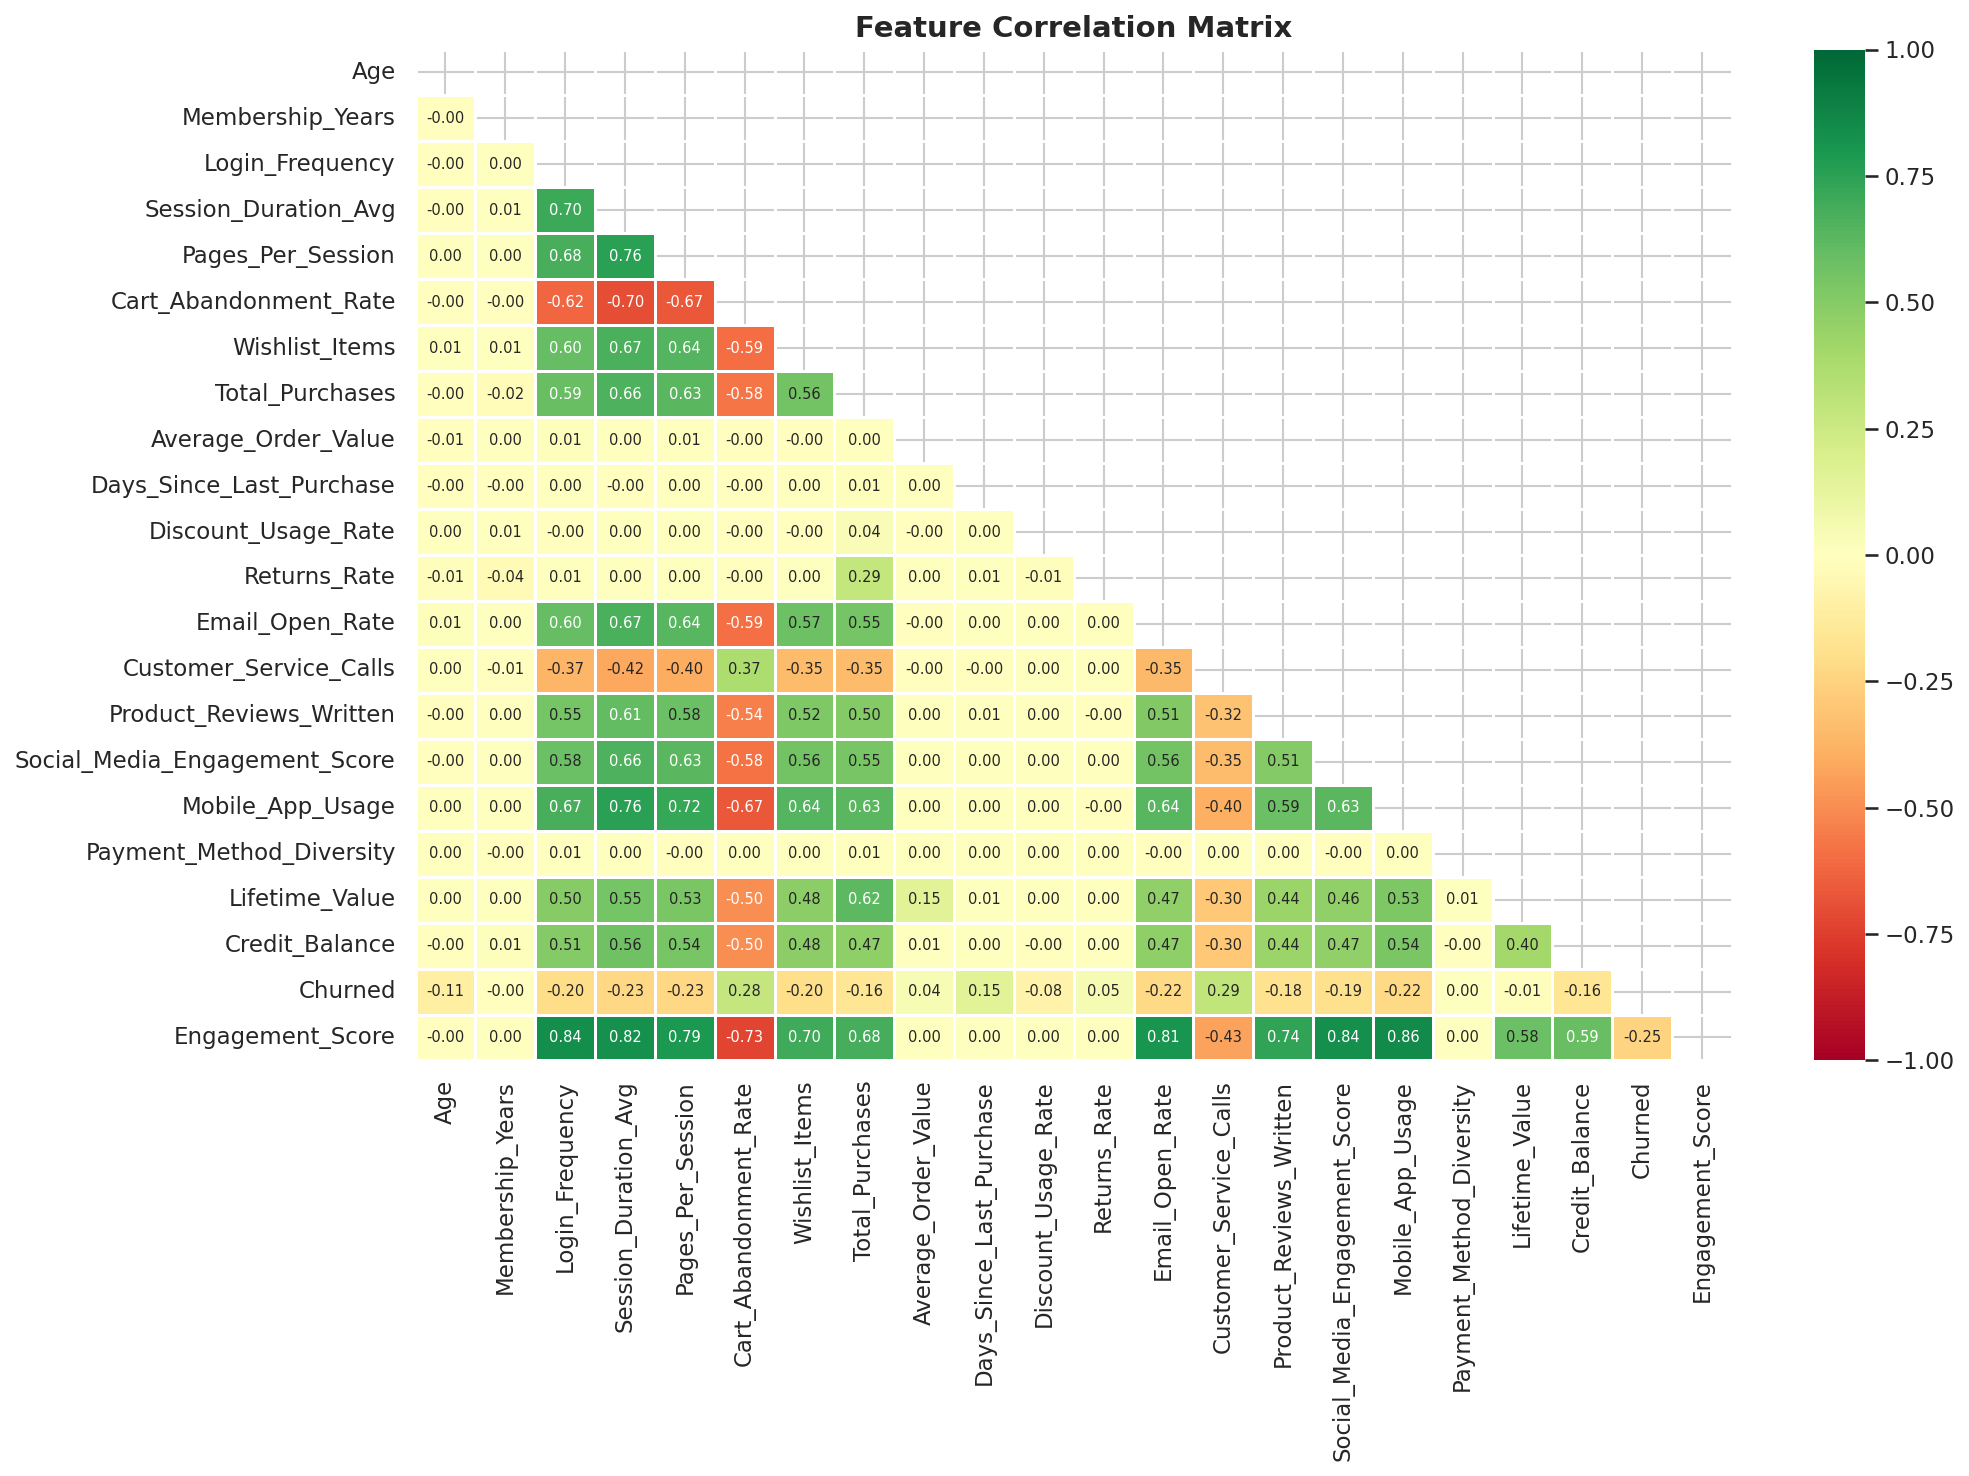 Feature Correlation Matrix
Age
Membership_Years -0.00
Login_Frequency -0.00 0.00
Session_Duration_Avg -0.00 0.01 0.70
Pages_Per_Session 0.00 0.00 0.68 0.76
Cart_Abandonment_Rate -0.00 -0.00 -0.62 -0.70 -0.67
Wishlist_Items 0.01 0.01 0.60 0.67 0.64 -0.59
Total_Purchases -0.00 -0.02 0.59 0.66 0.63 -0.58 0.56
Average_Order_Value -0.01 0.00 0.01 0.00 0.01 -0.00 -0.00 0.00
Days_Since_Last_Purchase -0.00 -0.00 0.00 -0.00 0.00 -0.00 0.00 0.01 0.00
Discount_Usage_Rate 0.00 0.01 -0.00 0.00 0.00 -0.00 -0.00 0.04 -0.00 0.00
Returns_Rate -0.01 -0.04 0.01 0.00 0.00 -0.00 0.00 0.29 0.00 0.01 -0.01
Email_Open_Rate 0.01 0.00 0.60 0.67 0.64 -0.59 0.57 0.55 -0.00 0.00 0.00 0.00
Customer_Service_Calls 0.00 -0.01 -0.37 -0.42 -0.40 0.37 -0.35 -0.35 -0.00 -0.00 0.00 0.00 -0.35
Product_Reviews_Written -0.00 0.00 0.55 0.61 0.58 -0.54 0.52 0.50 0.00 0.01 0.00 -0.00 0.51 -0.32
Social_Media_Engagement_Score -0.00 0.00 0.58 0.66 0.63 -0.58 0.56 0.55 0.00 0.00 0.00 0.00 0.56 -0.35 0.51
Mobile_App_Usage 0.00 0.00 0.67 0.76 0.72 -0.67 0.64 0.63 0.00 0.00 0.00 -0.00 0.64 -0.40 0.59 0.63
Payment_Method_Diversity 0.00 -0.00 0.01 0.00 -0.00 0.00 0.00 0.01 0.00 0.00 0.00 0.00 -0.00 0.00 0.00 -0.00 0.00
Lifetime_Value 0.00 0.00 0.50 0.55 0.53 -0.50 0.48 0.62 0.15 0.01 0.00 0.00 0.47 -0.30 0.44 0.46 0.53 0.01
Credit_Balance -0.00 0.01 0.51 0.56 0.54 -0.50 0.48 0.47 0.01 0.00 -0.00 0.00 0.47 -0.30 0.44 0.47 0.54 -0.00 0.40
Churned -0.11 -0.00 -0.20 -0.23 -0.23 0.28 -0.20 -0.16 0.04 0.15 -0.08 0.05 -0.22 0.29 -0.18 -0.19 -0.22 0.00 -0.01 -0.16
Engagement_Score -0.00 0.00 0.84 0.82 0.79 -0.73 0.70 0.68 0.00 0.00 0.00 0.00 0.81 -0.43 0.74 0.84 0.86 0.00 0.58 0.59 -0.25
Age
Membership_Years
Login_Frequency
Session_Duration_Avg
Pages_Per_Session
Cart_Abandonment_Rate
Wishlist_Items
Total_Purchases
Average_Order_Value
Days_Since_Last_Purchase
Discount_Usage_Rate
Returns_Rate
Email_Open_Rate
Customer_Service_Calls
Product_Reviews_Written
Social_Media_Engagement_Score
Mobile_App_Usage
Payment_Method_Diversity
Lifetime_Value
Credit_Balance
Churned
Engagement_Score
1.00
0.75
0.50
0.25
0.00
−0.25
−0.50
−0.75
−1.00